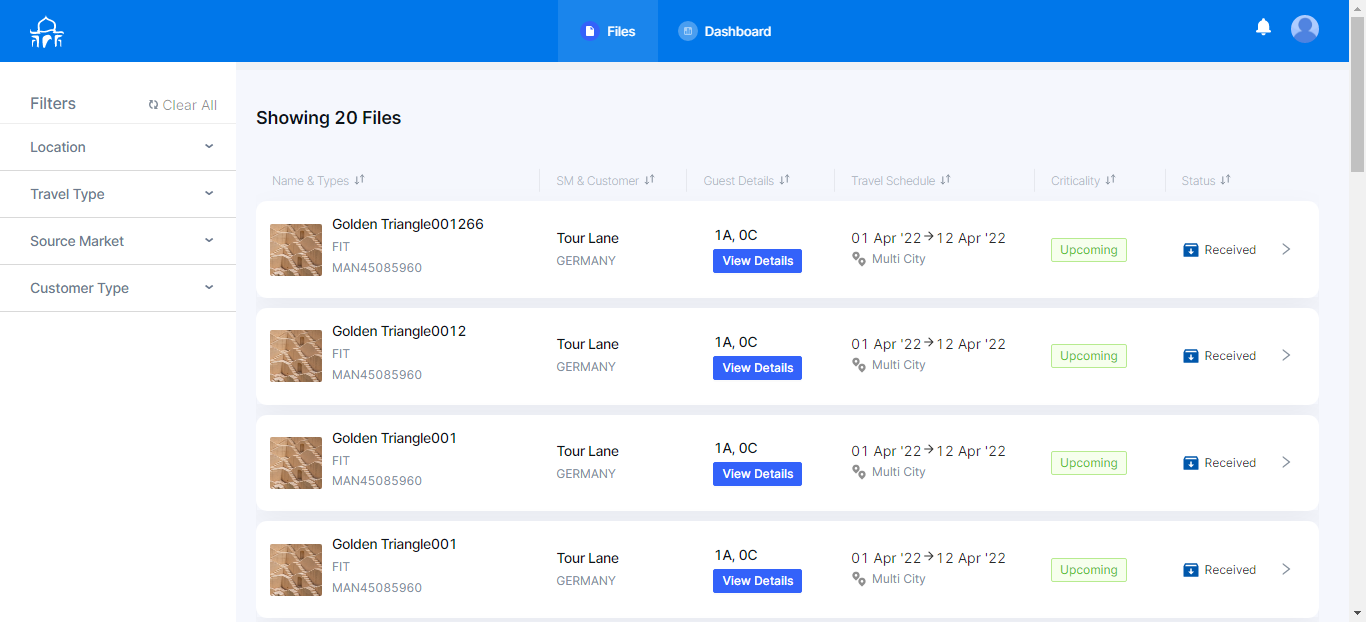 Files
Dashboard
Filters
Clear All
Location
Travel Type
Source Market
Customer Type
Showing 20 Files
Name & Types
SM & Customer
Guest Details
Travel Schedule
Criticality
Status
Golden Triangle001266
FIT
MAN45085960
Tour Lane
GERMANY
1A, 0C
View Details
01 Apr '22 → 12 Apr '22
Multi City
Upcoming
Received
Golden Triangle0012
FIT
MAN45085960
Tour Lane
GERMANY
1A, 0C
View Details
01 Apr '22 → 12 Apr '22
Multi City
Upcoming
Received
Golden Triangle001
FIT
MAN45085960
Tour Lane
GERMANY
1A, 0C
View Details
01 Apr '22 → 12 Apr '22
Multi City
Upcoming
Received
Golden Triangle001
FIT
MAN45085960
Tour Lane
GERMANY
1A, 0C
View Details
01 Apr '22 → 12 Apr '22
Multi City
Upcoming
Received